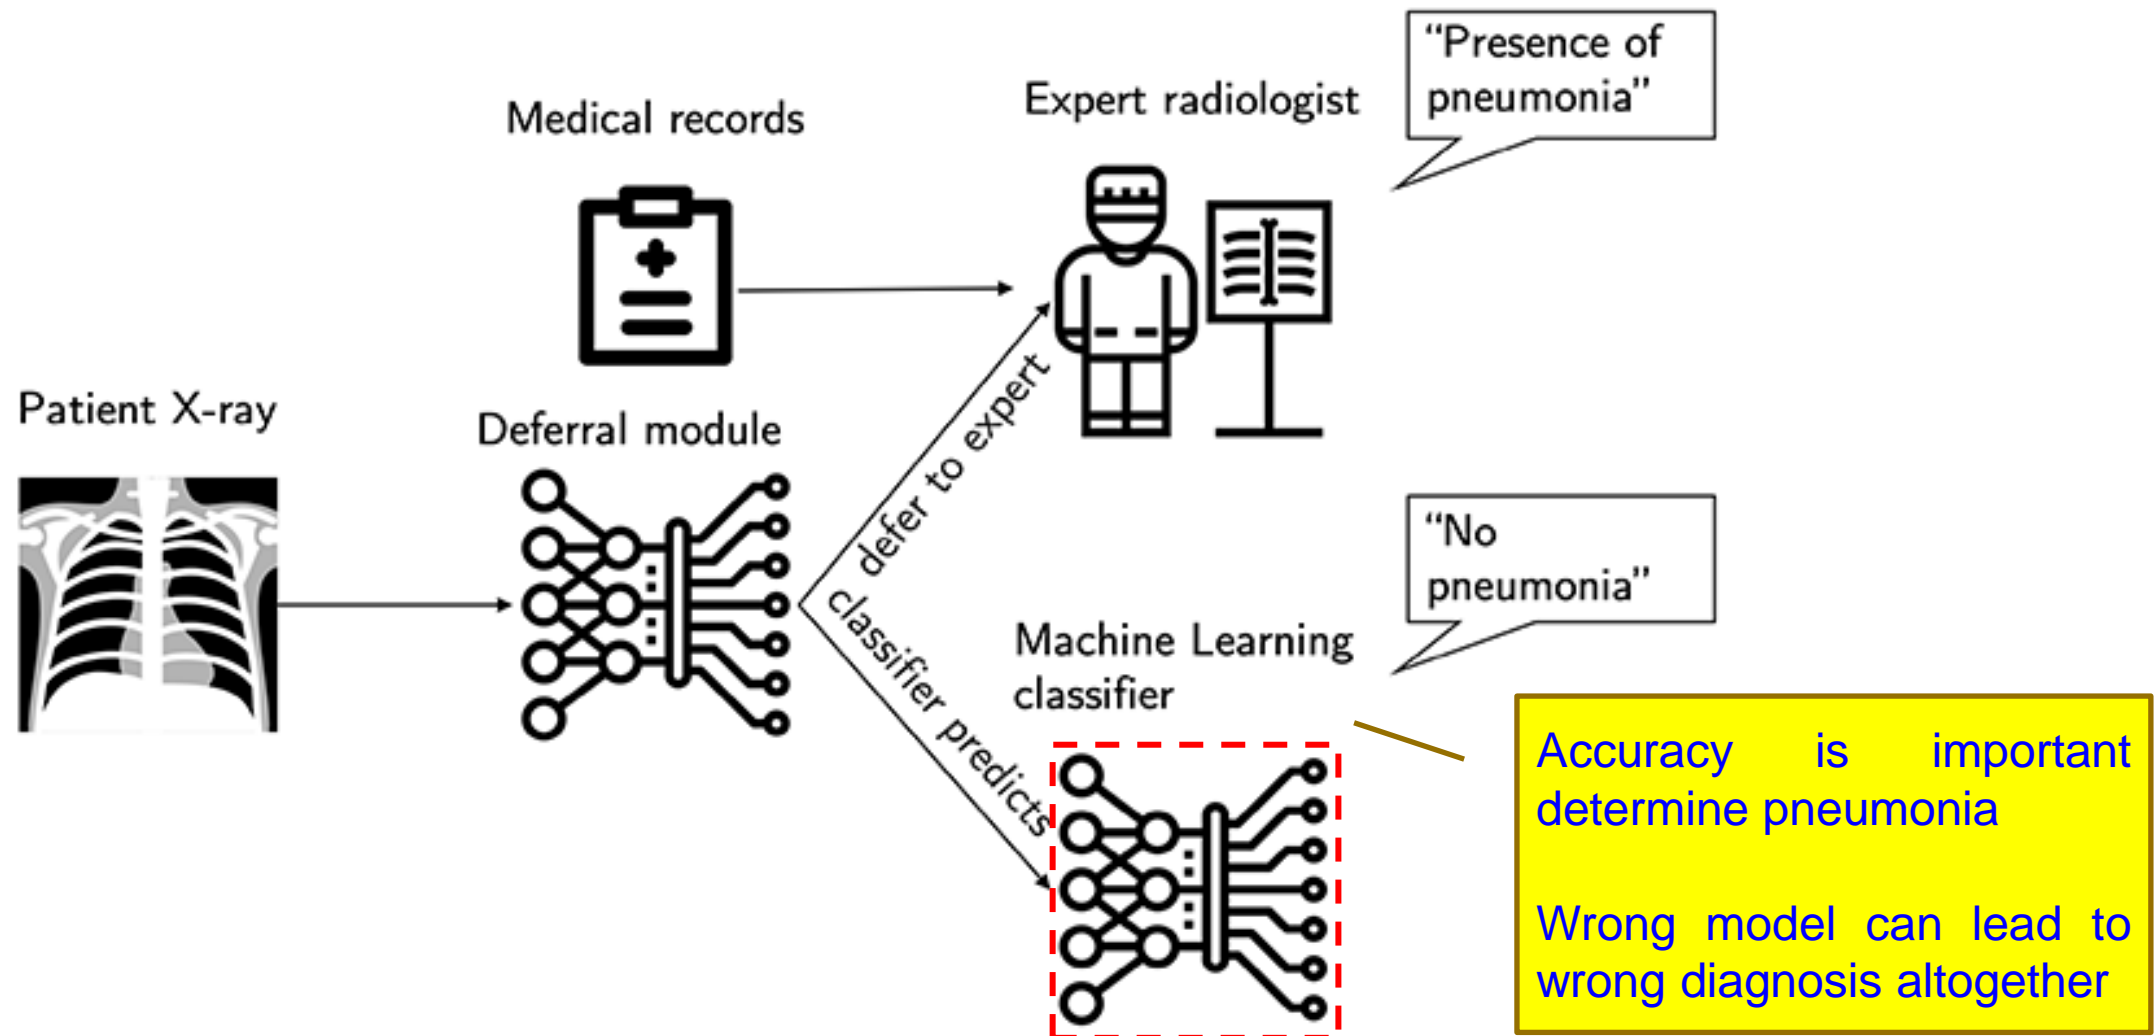 Medical records
Expert radiologist
“Presence of
pneumonia”
Patient X-ray
Deferral module
defer to expert
classifier predicts
“No
pneumonia”
Machine Learning
classifier
Accuracy is important
determine pneumonia
Wrong model can lead to
wrong diagnosis altogether